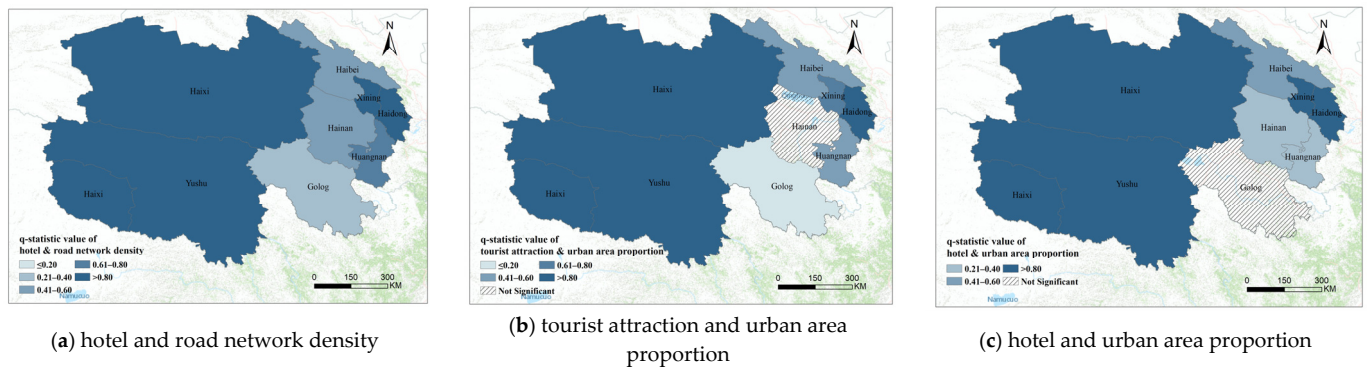 N
Haibei
Haixi
Xining
Haidong
Hainan
Huangnan
Golog
Yushu
Haixi
q-statistic value of
hotel & road network density
≤0.20 0.61–0.80
0.21–0.40 >0.80
0.41–0.60
0 150 300
KM
Namucuo
(a) hotel and road network density
N
Haibei
Haixi
Xining
Haidong
Hainan
Huangnan
Golog
Yushu
Haixi
q-statistic value of
tourist attraction & urban area proportion
≤0.20 0.61–0.80
0.41–0.60 >0.80
Not Significant
0 150 300
KM
Namucuo
(b) tourist attraction and urban area
proportion
N
Haibei
Haixi
Xining
Haidong
Hainan
Huangnan
Golog
Yushu
Haixi
q-statistic value of
hotel & urban area proportion
0.21–0.40 >0.80
0.41–0.60 Not Significant
0 150 300
KM
Namucuo
(c) hotel and urban area proportion